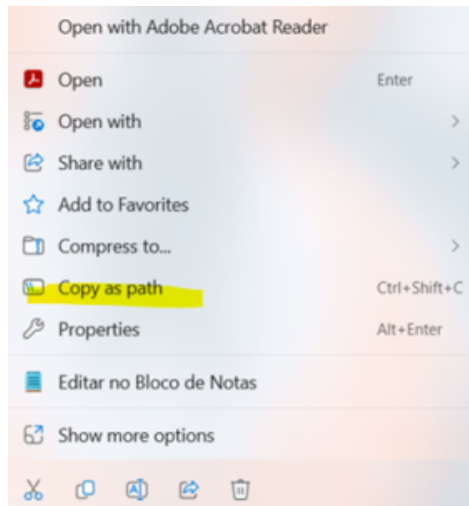 Open with Adobe Acrobat Reader
Open Enter
Open with
Share with
Add to Favorites
Compress to...
Copy as path Ctrl+Shift+C
Properties Alt+Enter
Editar no Bloco de Notas
Show more options